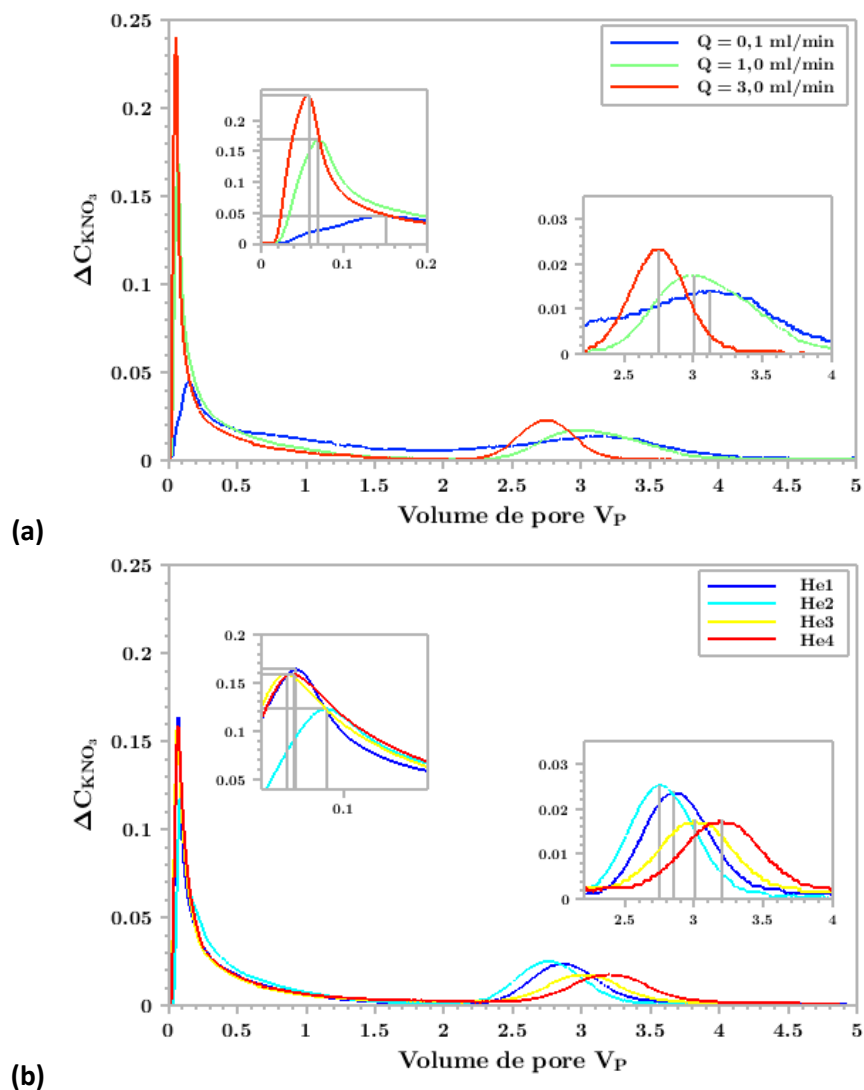 0.25
0.2
0.15
0.1
0.05
0
ΔC_KNO₃
Q = 0,1 ml/min
Q = 1,0 ml/min
Q = 3,0 ml/min
0.2
0.15
0.1
0.05
0
0 0.1 0.2
0.03
0.02
0.01
0
2.5 3 3.5 4
0 0.5 1 1.5 2 2.5 3 3.5 4 4.5 5
Volume de pore V_P
(a)
0.25
0.2
0.15
0.1
0.05
0
ΔC_KNO₃
He1
He2
He3
He4
0.2
0.15
0.1
0.05
0.1
0.03
0.02
0.01
0
2.5 3 3.5 4
0 0.5 1 1.5 2 2.5 3 3.5 4 4.5 5
Volume de pore V_P
(b)